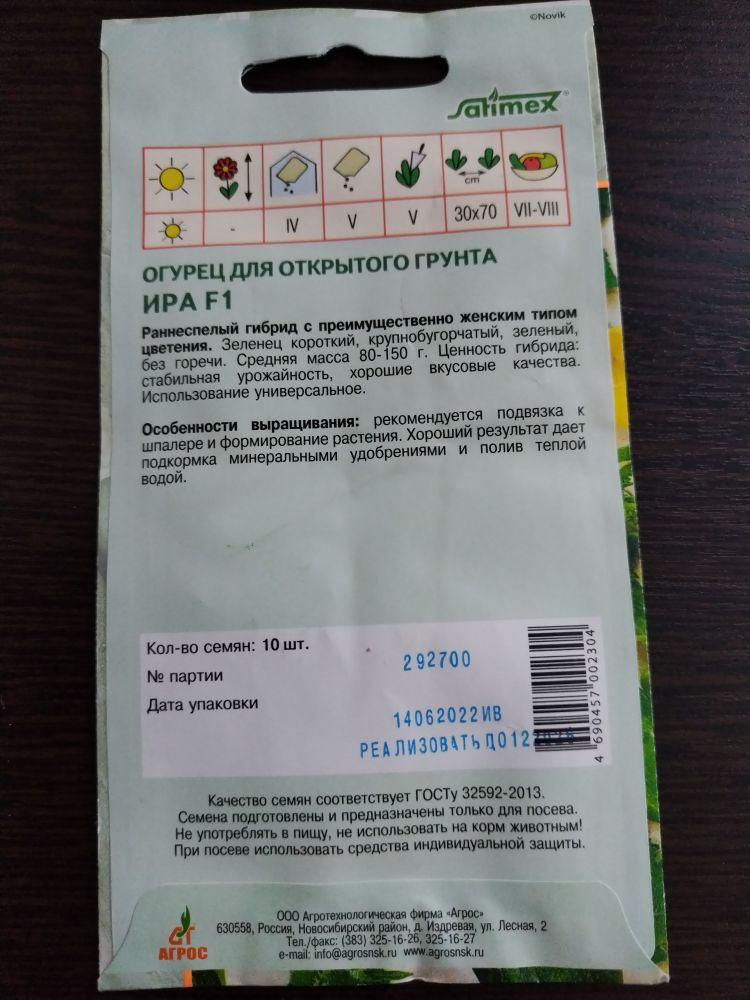 ©Novik
Satimex®
cm
- IV V V 30x70 VII-VIII
ОГУРЕЦ ДЛЯ ОТКРЫТОГО ГРУНТА
ИРА F1
Раннеспелый гибрид с преимущественно женским типом
цветения. Зеленец короткий, крупнобугорчатый, зеленый,
без горечи. Средняя масса 80-150 г. Ценность гибрида:
стабильная урожайность, хорошие вкусовые качества.
Использование универсальное.
Особенности выращивания: рекомендуется подвязка к
шпалере и формирование растения. Хороший результат дает
подкормка минеральными удобрениями и полив теплой
водой.
Кол-во семян: 10 шт.
№ партии 292700
Дата упаковки 14062022ИВ
РЕАЛИЗОВАТЬ ДО
4 690457 002304
Качество семян соответствует ГОСТу 32592-2013.
Семена подготовлены и предназначены только для посева.
Не употреблять в пищу, не использовать на корм животным!
При посеве использовать средства индивидуальной защиты.
АГРОС
ООО Агротехнологическая фирма «Агрос»
630558, Россия, Новосибирский район, д. Издревая, ул. Лесная, 2
Тел./факс: (383) 325-16-26, 325-16-27
e-mail: info@agrosnsk.ru www.agrosnsk.ru